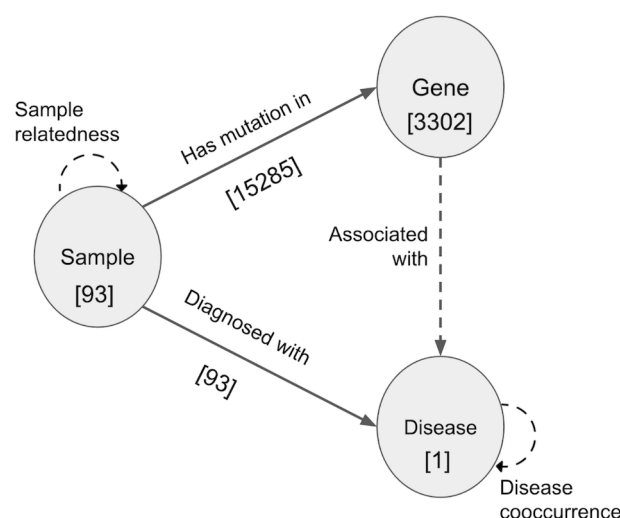 Gene
[3302]
Sample
relatedness
Has mutation in
[15285]
Sample
[93]
Associated
with
Diagnosed with
[93]
Disease
[1]
Disease
cooccurrence